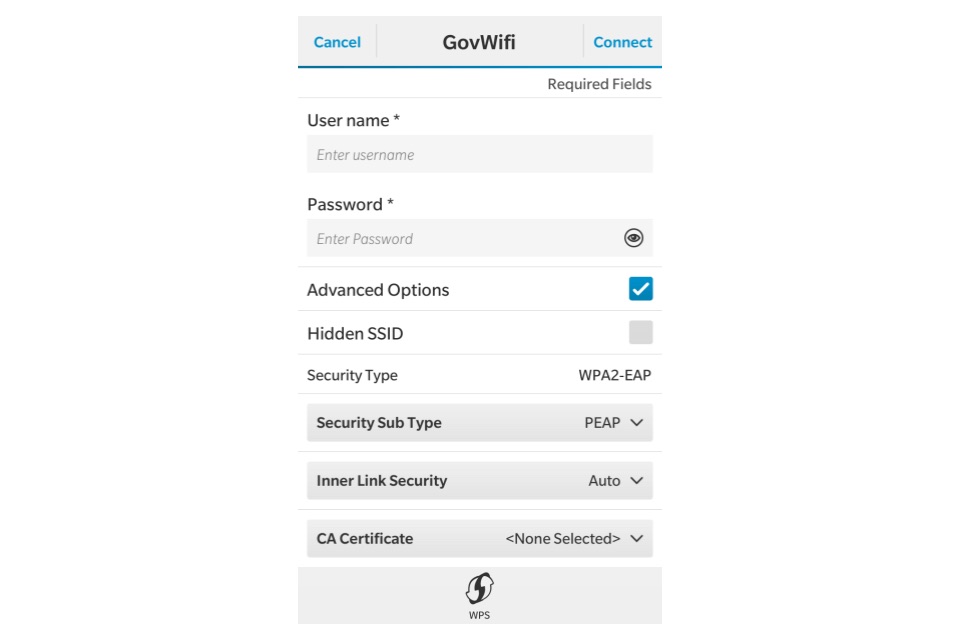 Cancel GovWifi Connect
Required Fields
User name *
Enter username
Password *
Enter Password
Advanced Options
Hidden SSID
Security Type WPA2-EAP
Security Sub Type PEAP
Inner Link Security Auto
CA Certificate <None Selected>
WPS